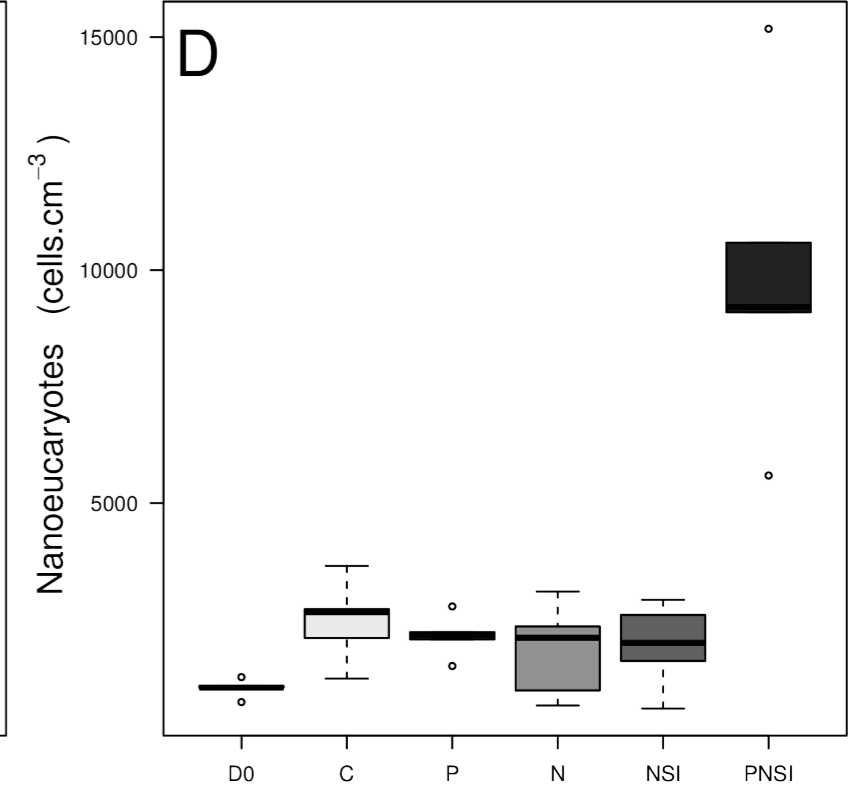 D
Nanoeucaryotes (cells.cm⁻³)
15000
10000
5000
D0 C P N NSI PNSI